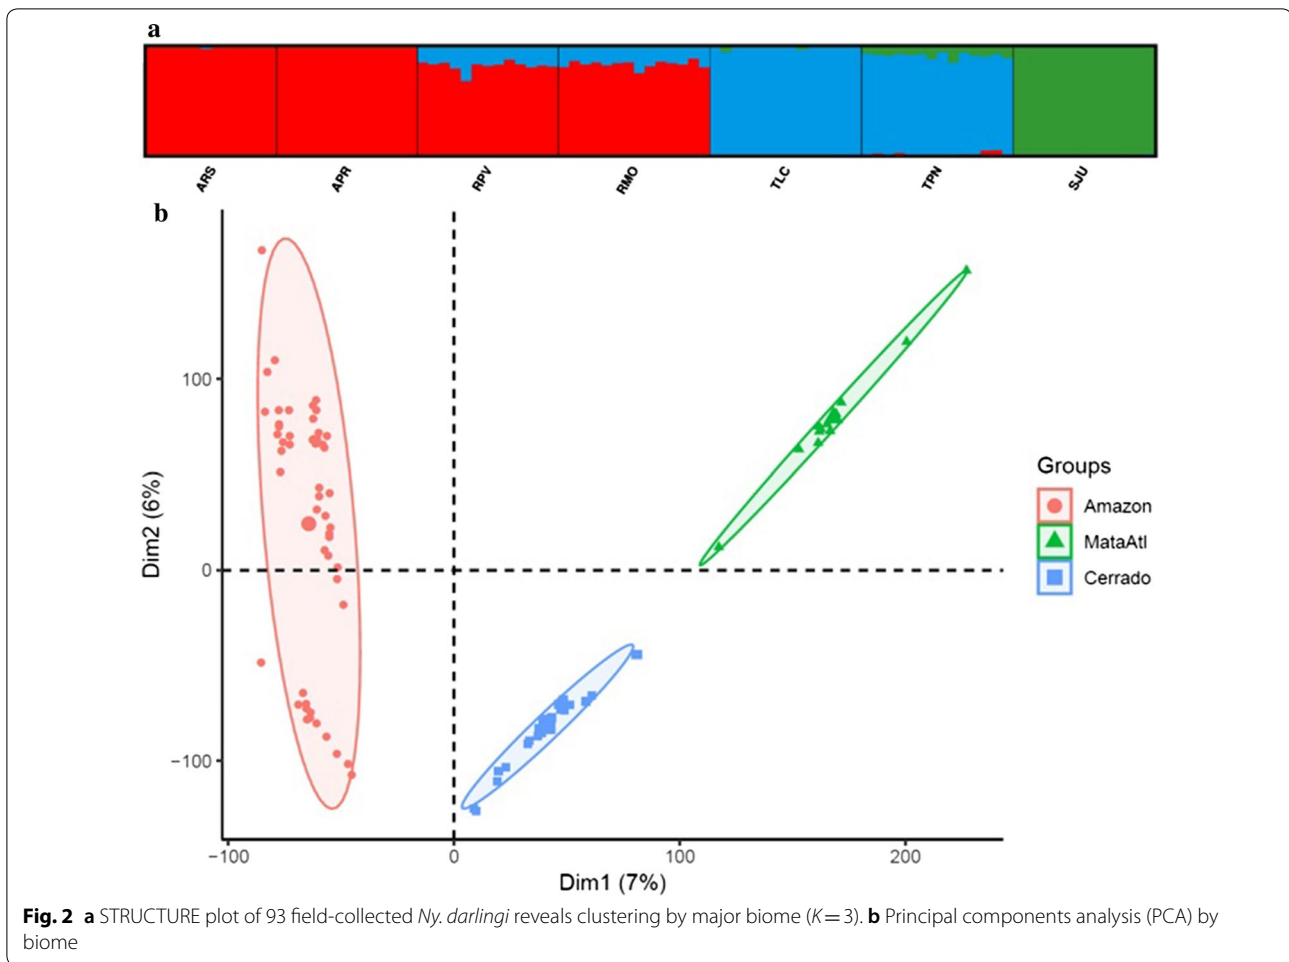 a
ARS
APR
RPV
RMO
TLC
TPN
SJU
b
100
0
−100
Dim2 (6%)
−100
0
100
200
Dim1 (7%)
Groups
Amazon
MataAtl
Cerrado
Fig. 2 a STRUCTURE plot of 93 field-collected Ny. darlingi reveals clustering by major biome (K = 3). b Principal components analysis (PCA) by
biome